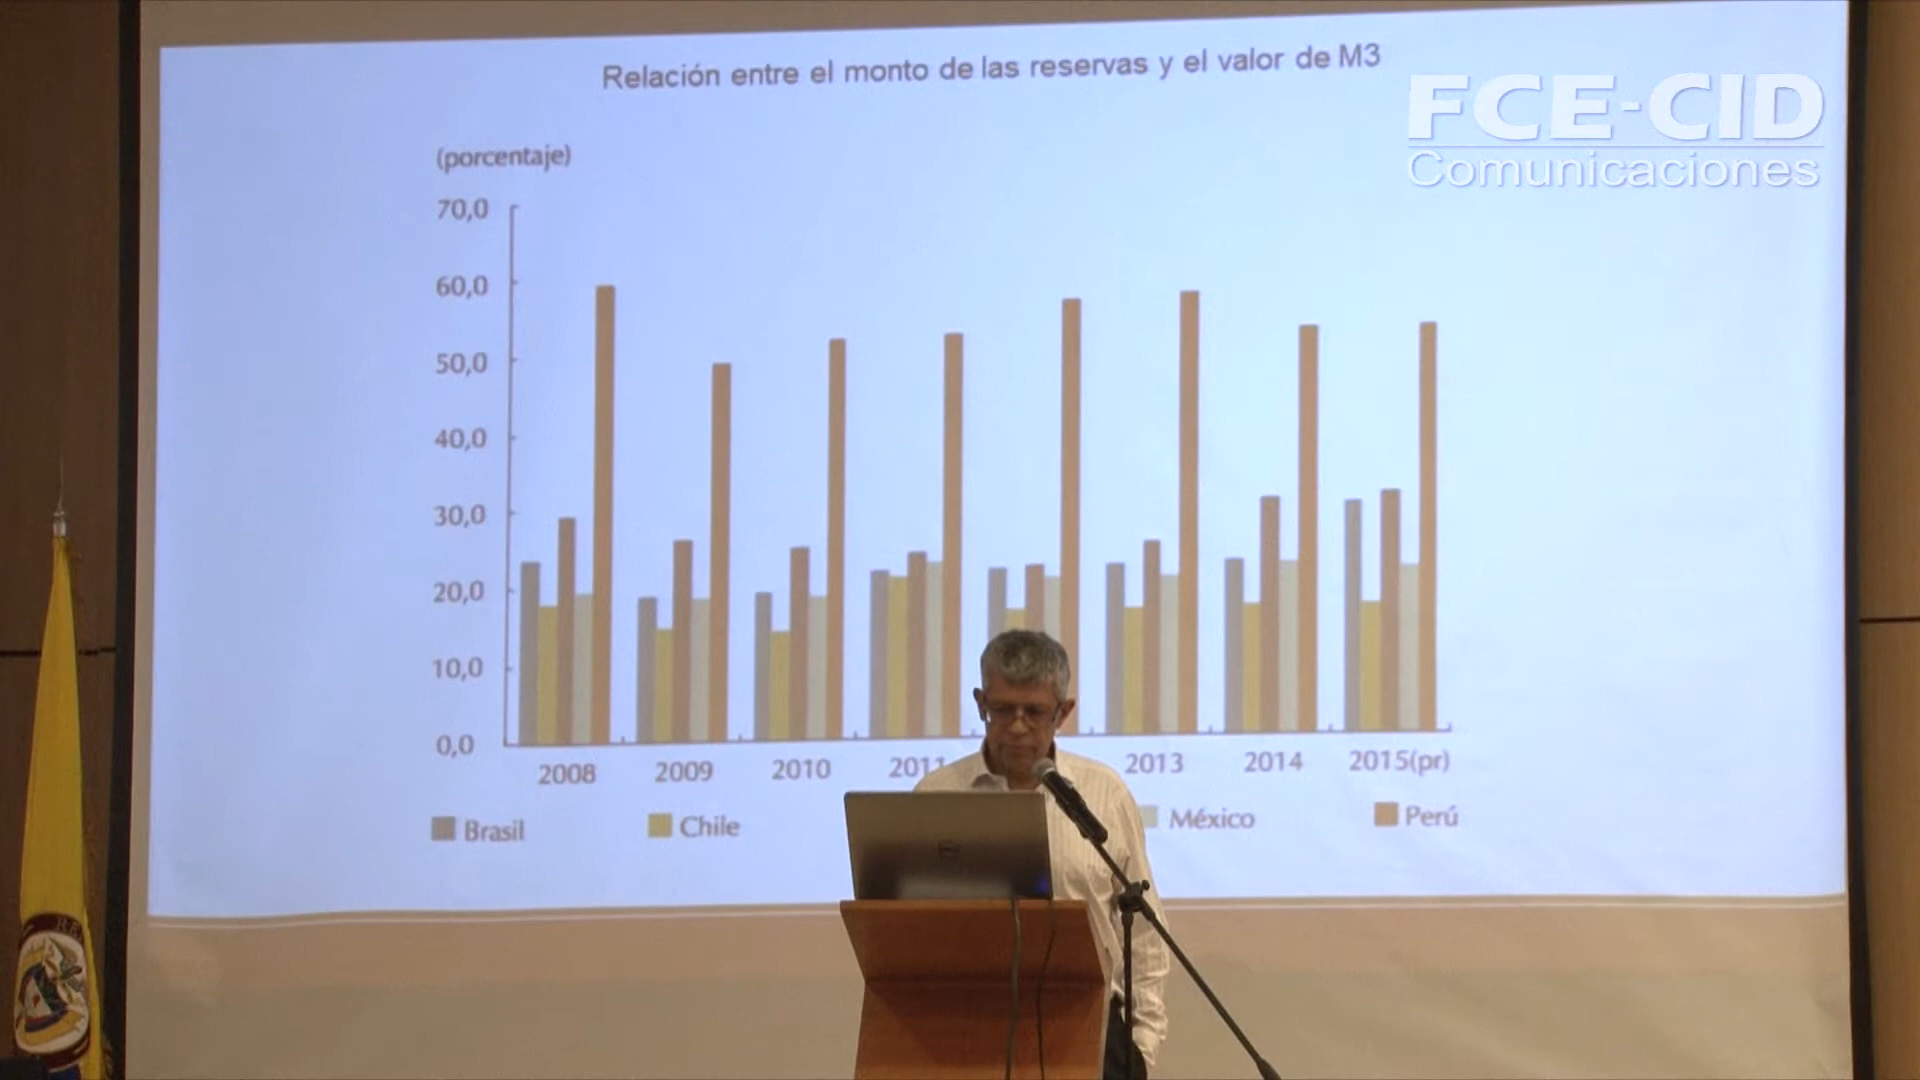 Relación entre el monto de las reservas y el valor de M3
FCE-CID
Comunicaciones
(porcentaje)
70,0
60,0
50,0
40,0
30,0
20,0
10,0
0,0
2008 2009 2010 2011 2013 2014 2015(pr)
Brasil Chile México Perú